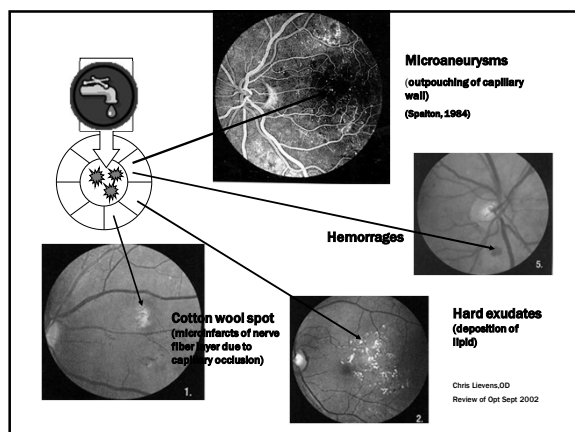 Microaneurysms
(outpouching of capillary
wall)
(Spalton, 1984)
Hemorrages
5.
Cotton wool spot
(microinfarcts of nerve
fiber layer due to
capillary occlusion)
1.
Hard exudates
(deposition of
lipid)
2.
Chris Lievens,OD
Review of Opt Sept 2002